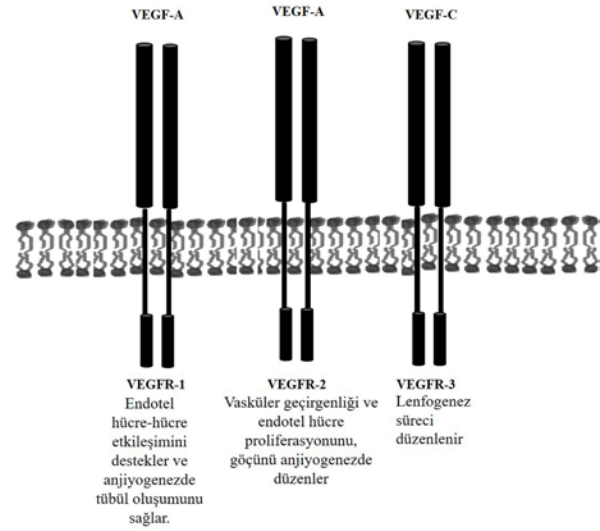 VEGF-A
VEGF-A
VEGF-C
VEGFR-1
Endotel
hücre-hücre
etkileşimini
destekler ve
anjiyogenezde
tübül oluşumunu
sağlar.
VEGFR-2
Vasküler geçirgenliği ve
endotel hücre
proliferasyonunu,
göçünü anjiyogenezde
düzenler
VEGFR-3
Lenfogenez
süreci
düzenlenir